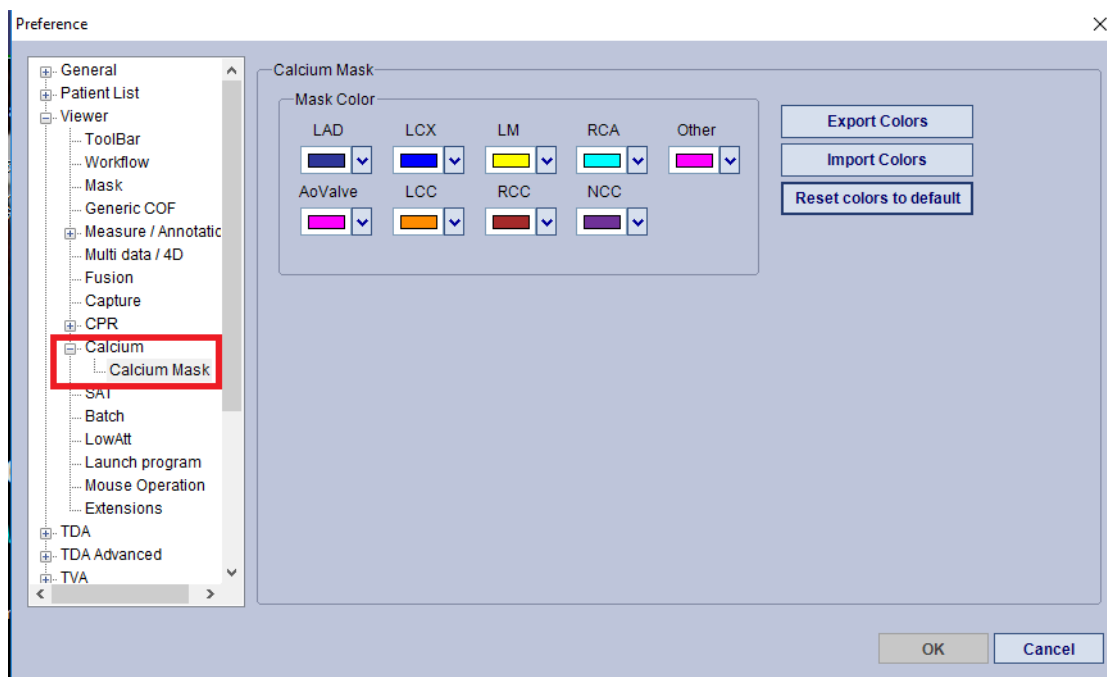 Preference
General
Patient List
Viewer
ToolBar
Workflow
Mask
Generic COF
Measure / Annotatic
Multi data / 4D
Fusion
Capture
CPR
Calcium
Calcium Mask
SAT
Batch
LowAtt
Launch program
Mouse Operation
Extensions
TDA
TDA Advanced
TVA
Calcium Mask
Mask Color
LAD LCX LM RCA Other
AoValve LCC RCC NCC
Export Colors
Import Colors
Reset colors to default
OK Cancel